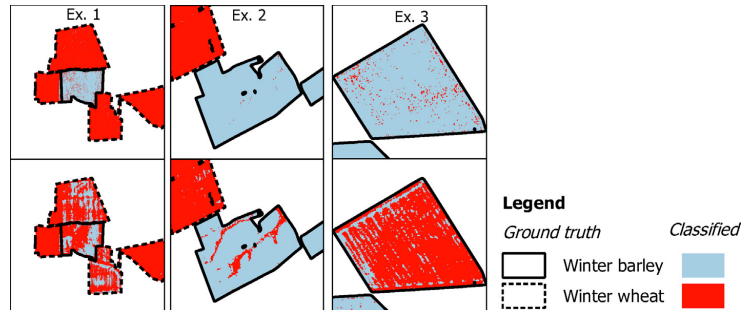 Ex. 1 Ex. 2 Ex. 3
Legend
Ground truth Classified
Winter barley
Winter wheat